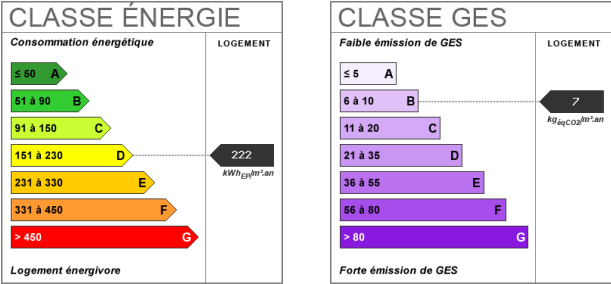 CLASSE ÉNERGIE
Consommation énergétique
LOGEMENT
≤ 50 A
51 à 90 B
91 à 150 C
151 à 230 D
222
kWhEP/m².an
231 à 330 E
331 à 450 F
> 450 G
Logement énergivore
CLASSE GES
Faible émission de GES
LOGEMENT
≤ 5 A
6 à 10 B
7
kgéqCO2/m².an
11 à 20 C
21 à 35 D
36 à 55 E
56 à 80 F
> 80 G
Forte émission de GES